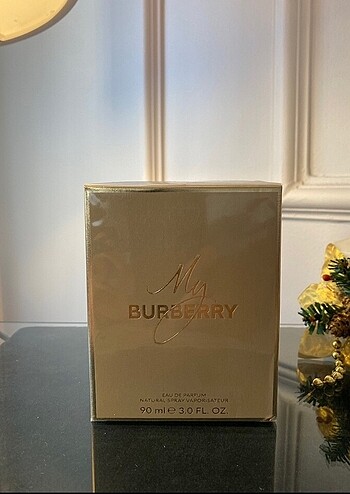 My
BURBERRY
EAU DE PARFUM
NATURAL SPRAY VAPORISATEUR
90 ml ℮ 3.0 FL. OZ.